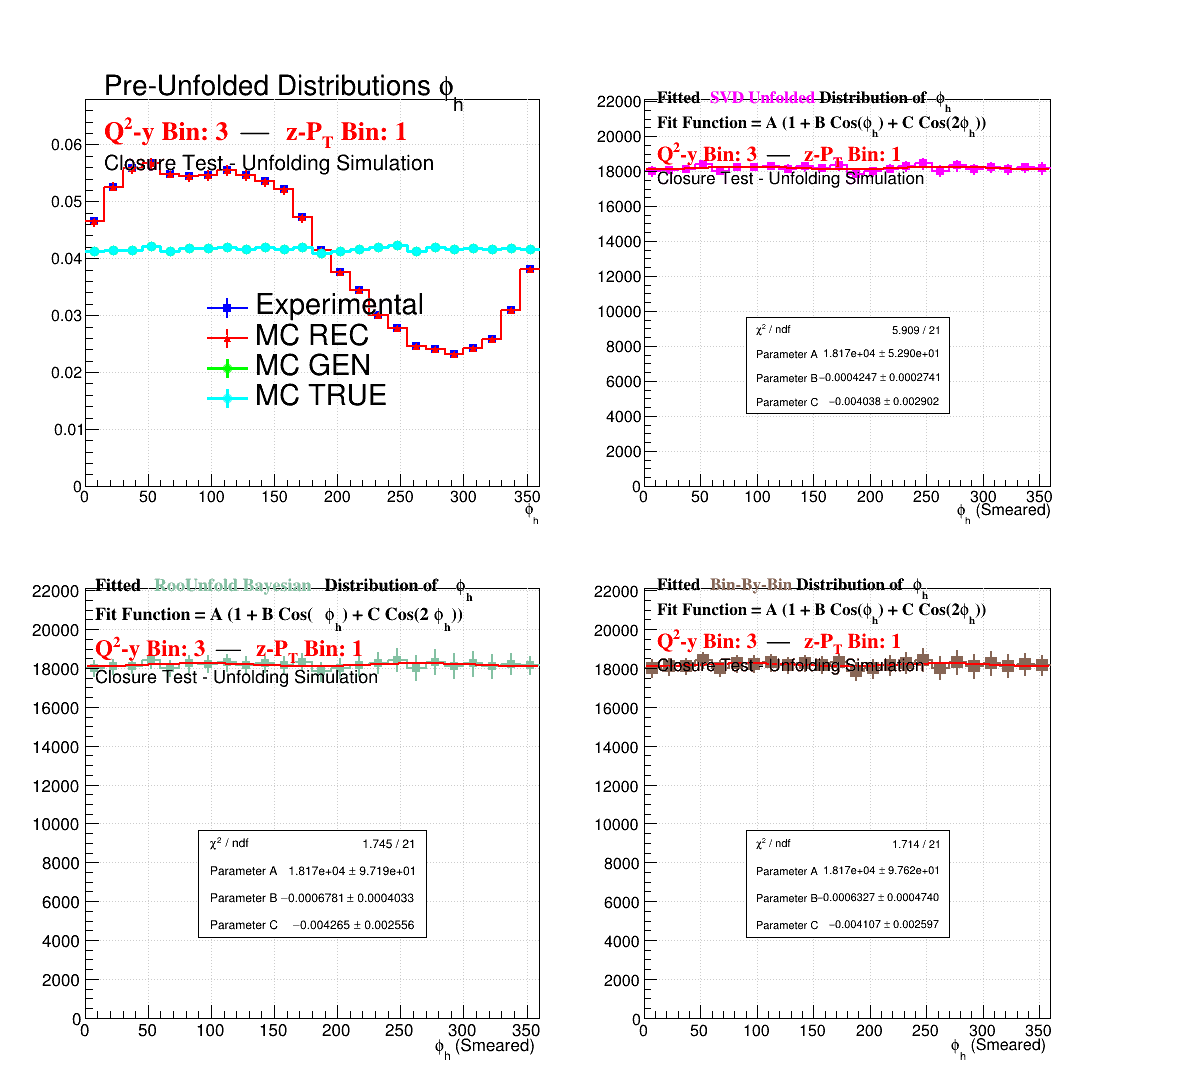 Pre-Unfolded Distributions ϕh
Q2-y Bin: 3 — z-PT Bin: 1
Closure Test - Unfolding Simulation
0.06
0.05
0.04
0.03
0.02
0.01
0
Experimental
MC REC
MC GEN
MC TRUE
0 50 100 150 200 250 300 350
ϕh
Fitted SVD Unfolded Distribution of ϕh
Fit Function = A (1 + B Cos(ϕh) + C Cos(2ϕh))
Q2-y Bin: 3 — z-PT Bin: 1
Closure Test - Unfolding Simulation
22000
20000
18000
16000
14000
12000
10000
8000
6000
4000
2000
0
χ2 / ndf 5.909 / 21
Parameter A 1.817e+04 ± 5.290e+01
Parameter B −0.0004247 ± 0.0002741
Parameter C −0.004038 ± 0.002902
0 50 100 150 200 250 300 350
ϕh (Smeared)
Fitted RooUnfold Bayesian Distribution of ϕh
Fit Function = A (1 + B Cos( ϕh) + C Cos(2 ϕh))
Q2-y Bin: 3 — z-PT Bin: 1
Closure Test - Unfolding Simulation
22000
20000
18000
16000
14000
12000
10000
8000
6000
4000
2000
0
χ2 / ndf 1.745 / 21
Parameter A 1.817e+04 ± 9.719e+01
Parameter B −0.0006781 ± 0.0004033
Parameter C −0.004265 ± 0.002556
0 50 100 150 200 250 300 350
ϕh (Smeared)
Fitted Bin-By-Bin Distribution of ϕh
Fit Function = A (1 + B Cos(ϕh) + C Cos(2ϕh))
Q2-y Bin: 3 — z-PT Bin: 1
Closure Test - Unfolding Simulation
22000
20000
18000
16000
14000
12000
10000
8000
6000
4000
2000
0
χ2 / ndf 1.714 / 21
Parameter A 1.817e+04 ± 9.762e+01
Parameter B −0.0006327 ± 0.0004740
Parameter C −0.004107 ± 0.002597
0 50 100 150 200 250 300 350
ϕh (Smeared)